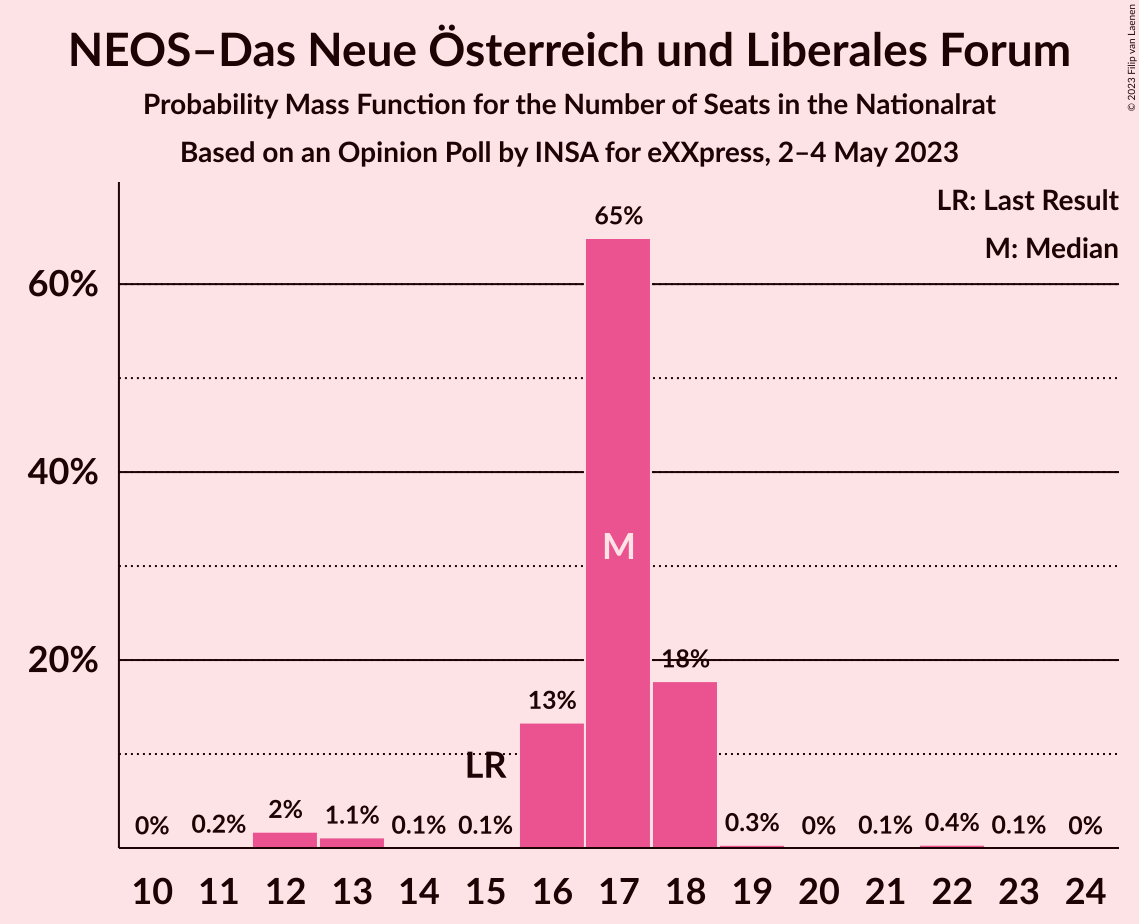 NEOS–Das Neue Österreich und Liberales Forum
Probability Mass Function for the Number of Seats in the Nationalrat
Based on an Opinion Poll by INSA for eXXpress, 2–4 May 2023
© 2023 Filip van Laenen
LR: Last Result
M: Median
60%
40%
20%
65%
M
18%
13%
LR
0% 0.2% 2% 1.1% 0.1% 0.1% 0.3% 0% 0.1% 0.4% 0.1% 0%
10 11 12 13 14 15 16 17 18 19 20 21 22 23 24